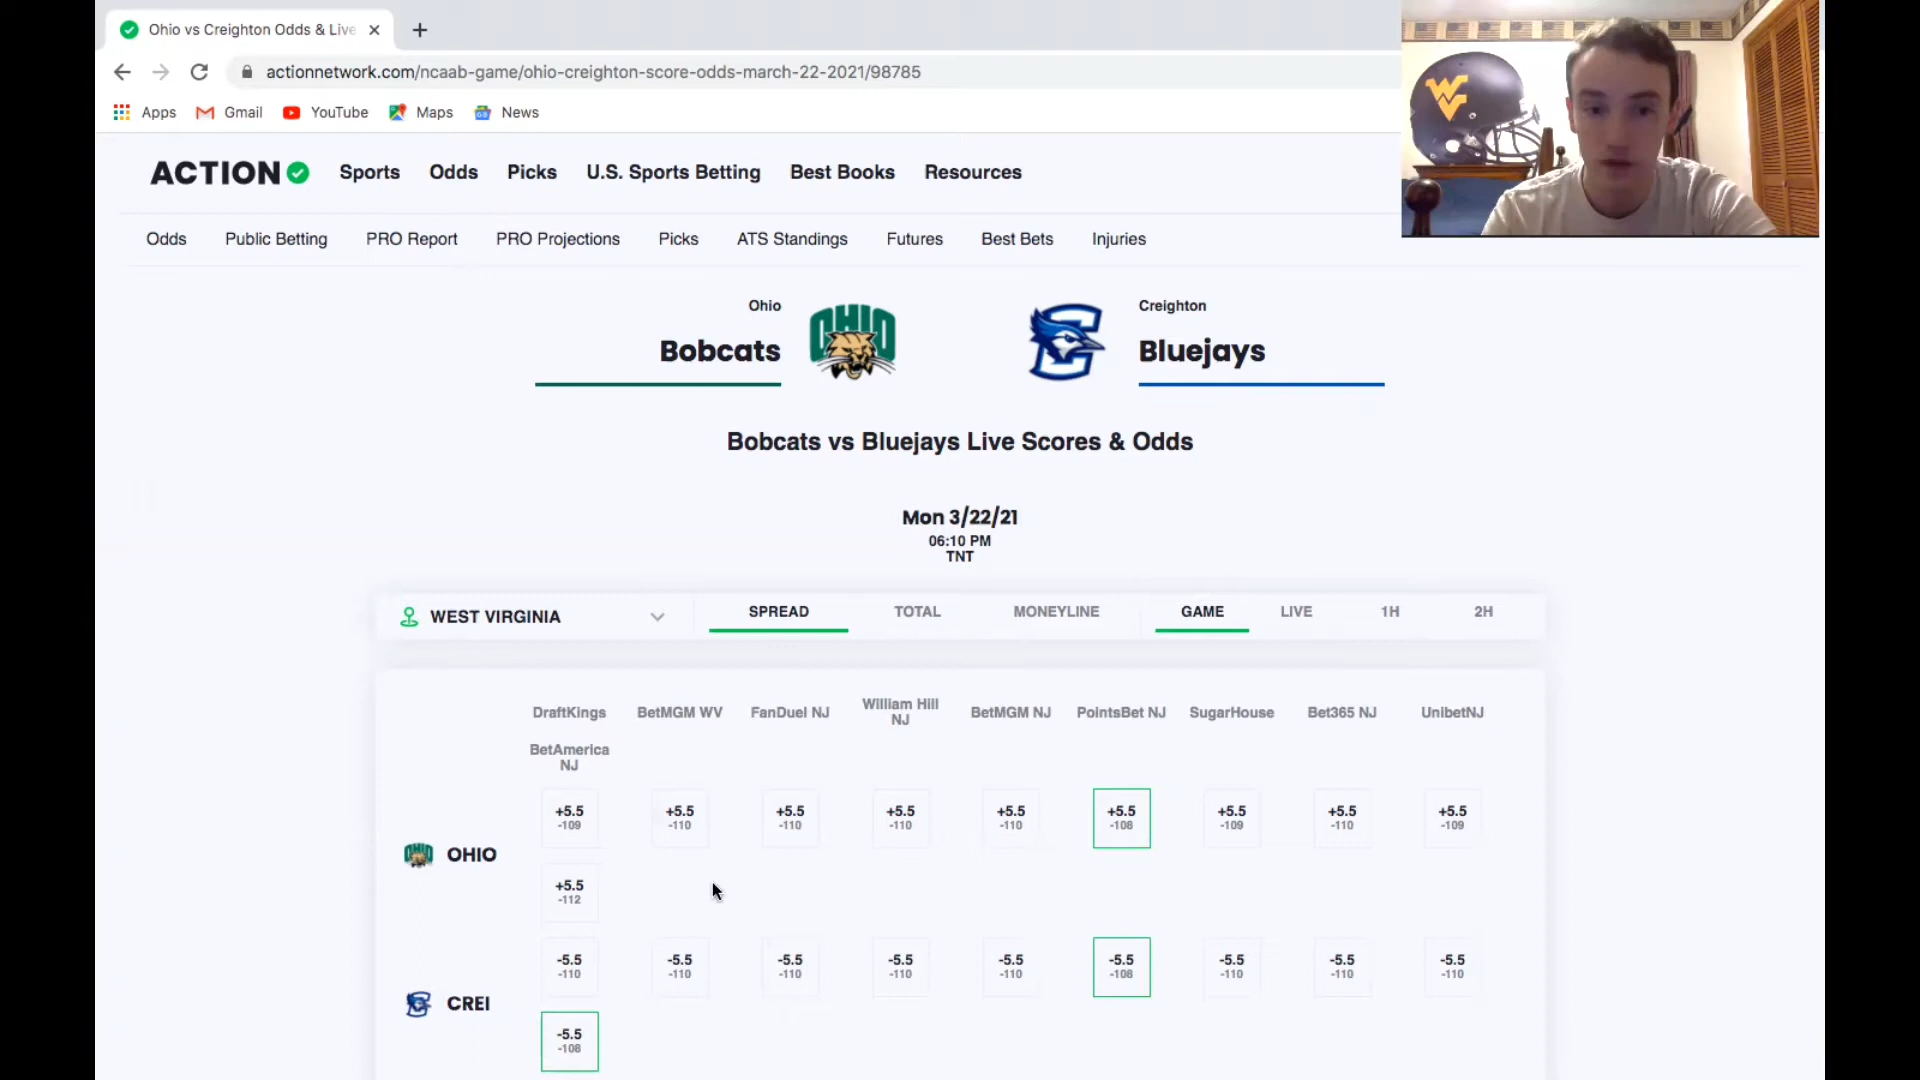 Ohio vs Creighton Odds & Live
actionnetwork.com/ncaab-game/ohio-creighton-score-odds-march-22-2021/98785
Apps Gmail YouTube Maps News
ACTION Sports Odds Picks U.S. Sports Betting Best Books Resources
Odds Public Betting PRO Report PRO Projections Picks ATS Standings Futures Best Bets Injuries
WV
Ohio
Bobcats
OHIO
Creighton
Bluejays
Bobcats vs Bluejays Live Scores & Odds
Mon 3/22/21
06:10 PM
TNT
WEST VIRGINIA SPREAD TOTAL MONEYLINE GAME LIVE 1H 2H
DraftKings BetMGM WV FanDuel NJ William Hill NJ BetMGM NJ PointsBet NJ SugarHouse Bet365 NJ UnibetNJ
BetAmerica
NJ
+5.5 +5.5 +5.5 +5.5 +5.5 +5.5 +5.5 +5.5 +5.5
-109 -110 -110 -110 -110 -108 -109 -110 -109
OHIO
+5.5
-112
-5.5 -5.5 -5.5 -5.5 -5.5 -5.5 -5.5 -5.5 -5.5
-110 -110 -110 -110 -110 -108 -110 -110 -110
CREI
-5.5
-108